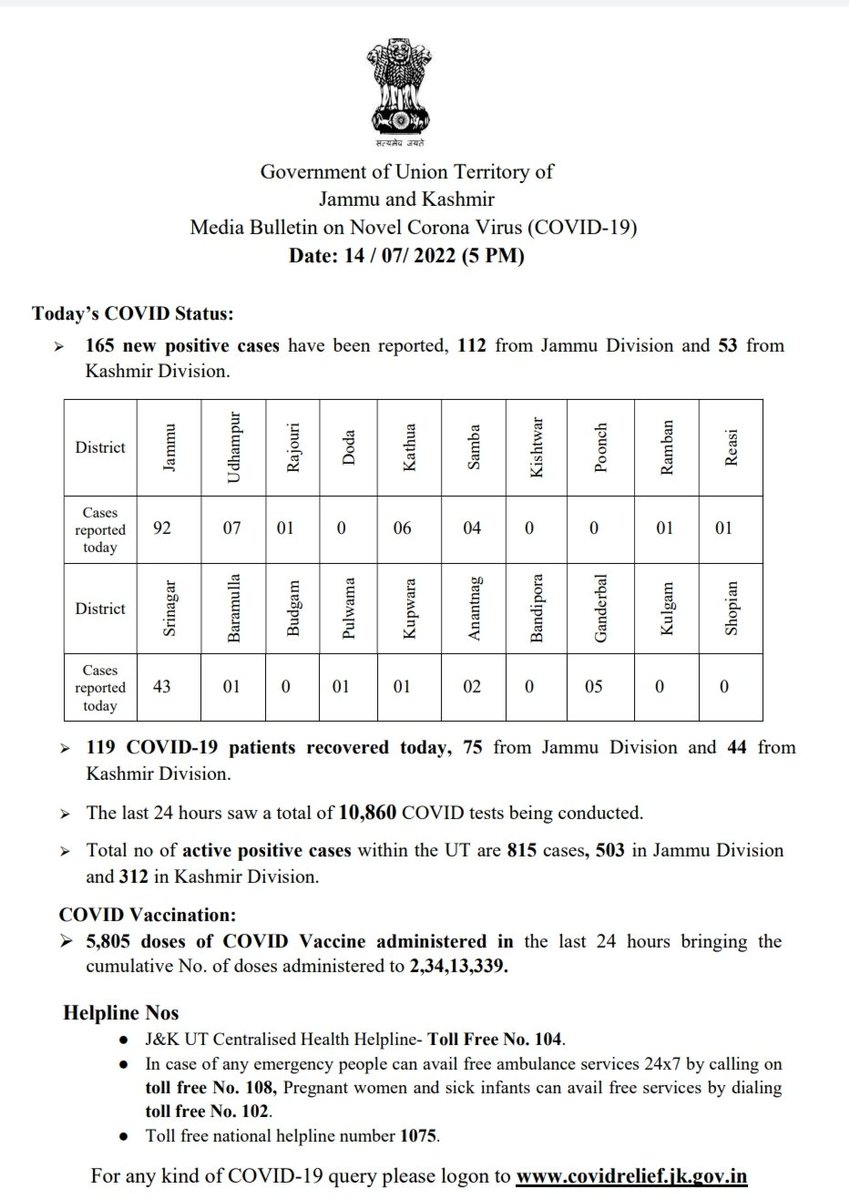 सत्यमेव जयते
Government of Union Territory of
Jammu and Kashmir
Media Bulletin on Novel Corona Virus (COVID-19)
Date: 14 / 07/ 2022 (5 PM)
Today’s COVID Status:
➢ 165 new positive cases have been reported, 112 from Jammu Division and 53 from
Kashmir Division.
District Jammu Udhampur Rajouri Doda Kathua Samba Kishtwar Poonch Ramban Reasi
Cases
reported
today
92 07 01 0 06 04 0 0 01 01
District Srinagar Baramulla Budgam Pulwama Kupwara Anantnag Bandipora Ganderbal Kulgam Shopian
Cases
reported
today
43 01 0 01 01 02 0 05 0 0
➢ 119 COVID-19 patients recovered today, 75 from Jammu Division and 44 from
Kashmir Division.
➢ The last 24 hours saw a total of 10,860 COVID tests being conducted.
➢ Total no of active positive cases within the UT are 815 cases, 503 in Jammu Division
and 312 in Kashmir Division.
COVID Vaccination:
➢ 5,805 doses of COVID Vaccine administered in the last 24 hours bringing the
cumulative No. of doses administered to 2,34,13,339.
Helpline Nos
● J&K UT Centralised Health Helpline- Toll Free No. 104.
● In case of any emergency people can avail free ambulance services 24x7 by calling on
toll free No. 108, Pregnant women and sick infants can avail free services by dialing
toll free No. 102.
● Toll free national helpline number 1075.
For any kind of COVID-19 query please logon to www.covidrelief.jk.gov.in